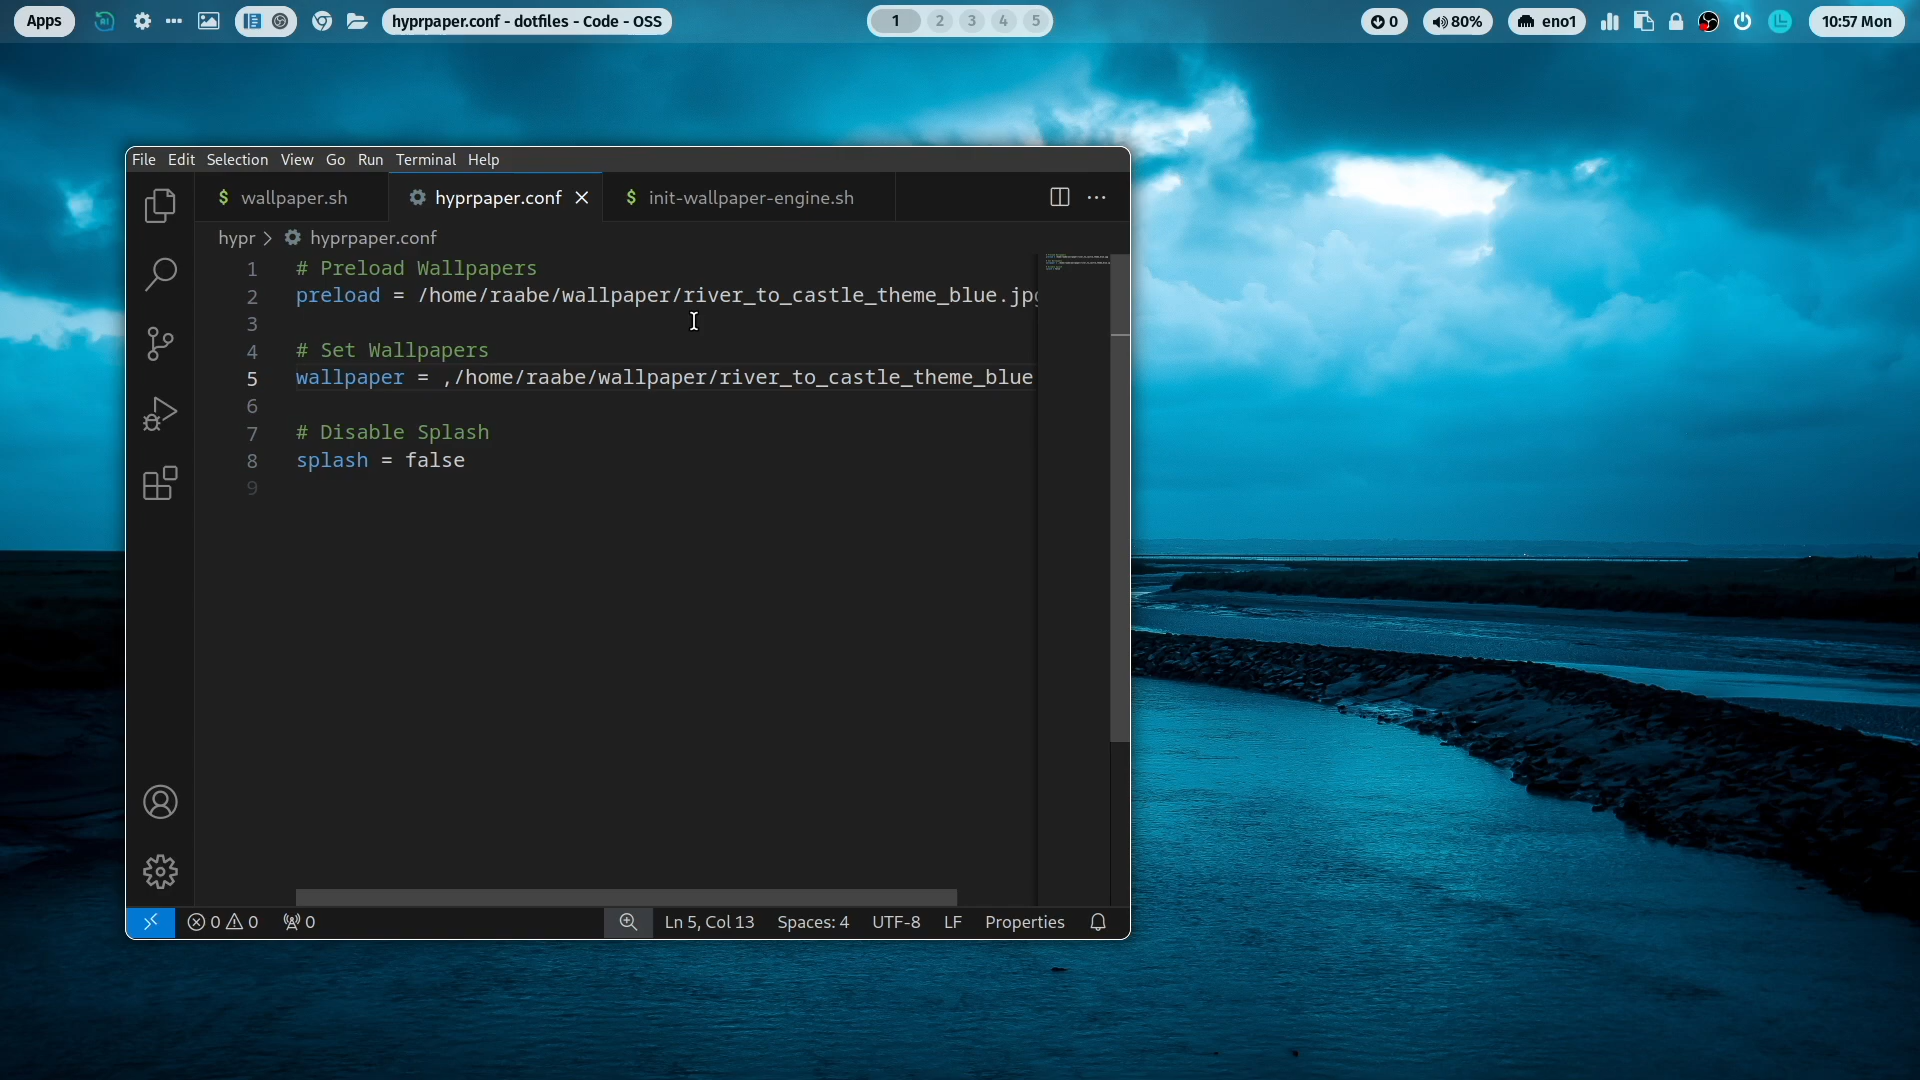 Apps
AI
hyprpaper.conf - dotfiles - Code - OSS
1 2 3 4 5
0
80%
eno1
10:57 Mon
File Edit Selection View Go Run Terminal Help
$ wallpaper.sh
hyprpaper.conf
$ init-wallpaper-engine.sh
hypr > hyprpaper.conf
1 # Preload Wallpapers
2 preload = /home/raabe/wallpaper/river_to_castle_theme_blue.jpg
3
4 # Set Wallpapers
5 wallpaper = ,/home/raabe/wallpaper/river_to_castle_theme_blue
6
7 # Disable Splash
8 splash = false
9
0 0 0 Ln 5, Col 13 Spaces: 4 UTF-8 LF Properties